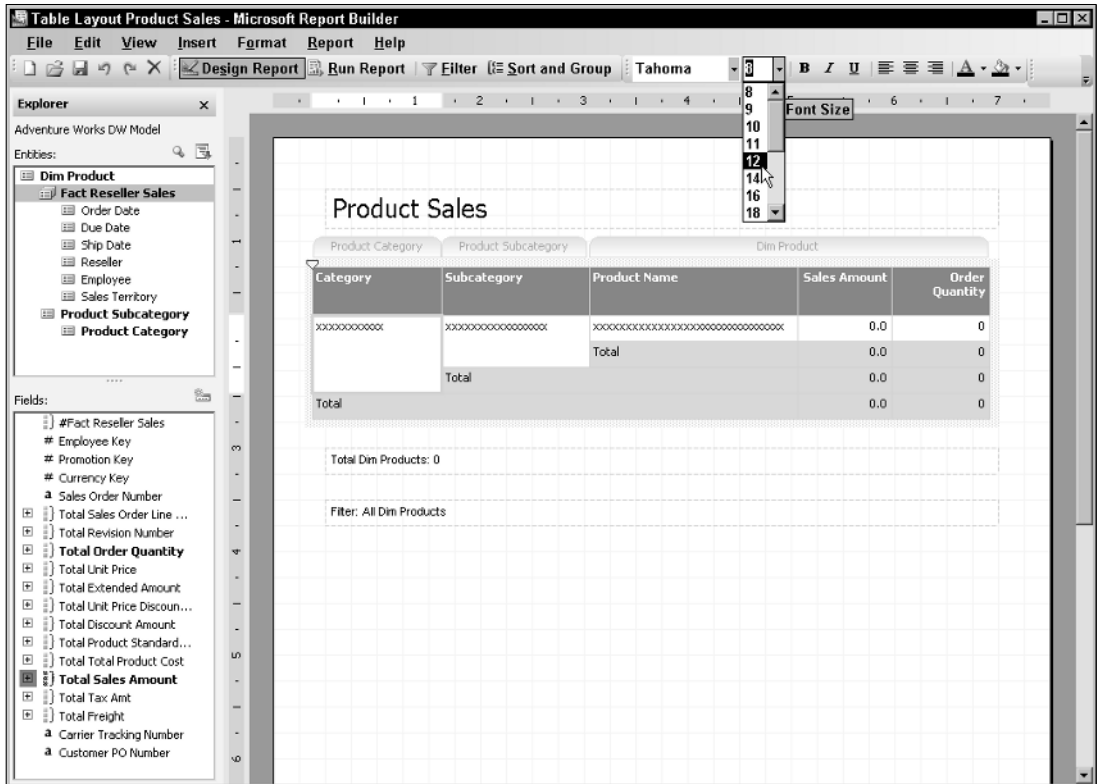 Table Layout Product Sales - Microsoft Report Builder
File Edit View Insert Format Report Help
Design Report Run Report Filter Sort and Group Tahoma 8 B I U A
Font Size
8
9
10
11
12
14
16
18
1 2 3 4 5 6 7
Explorer x
Adventure Works DW Model
Entities:
Dim Product
Fact Reseller Sales
Order Date
Due Date
Ship Date
Reseller
Employee
Sales Territory
Product Subcategory
Product Category
Fields:
#Fact Reseller Sales
# Employee Key
# Promotion Key
# Currency Key
a Sales Order Number
Total Sales Order Line ...
Total Revision Number
Total Order Quantity
Total Unit Price
Total Extended Amount
Total Unit Price Discoun...
Total Discount Amount
Total Product Standard...
Total Total Product Cost
Total Sales Amount
Total Tax Amt
Total Freight
a Carrier Tracking Number
a Customer PO Number
1
3
4
5
6
Product Sales
Product Category Product Subcategory Dim Product
Category Subcategory Product Name Sales Amount Order
Quantity
xxxxxxxxxxx xxxxxxxxxxxxxxxxx xxxxxxxxxxxxxxxxxxxxxxxxxxxxxxxx 0.0 0
Total 0.0 0
Total 0.0 0
Total 0.0 0
Total Dim Products: 0
Filter: All Dim Products